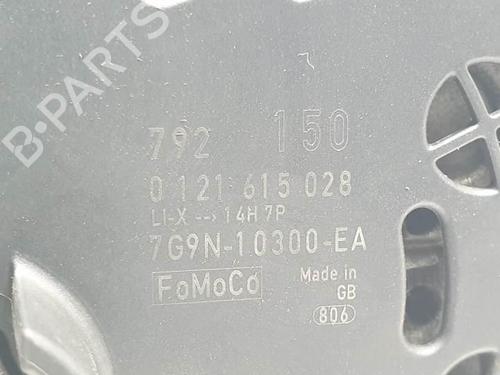 B-PARTS
792 150
0 121 615 028
LI-X --> 14H 7P
7G9N-10300-EA
FoMoCo Made in
GB
806